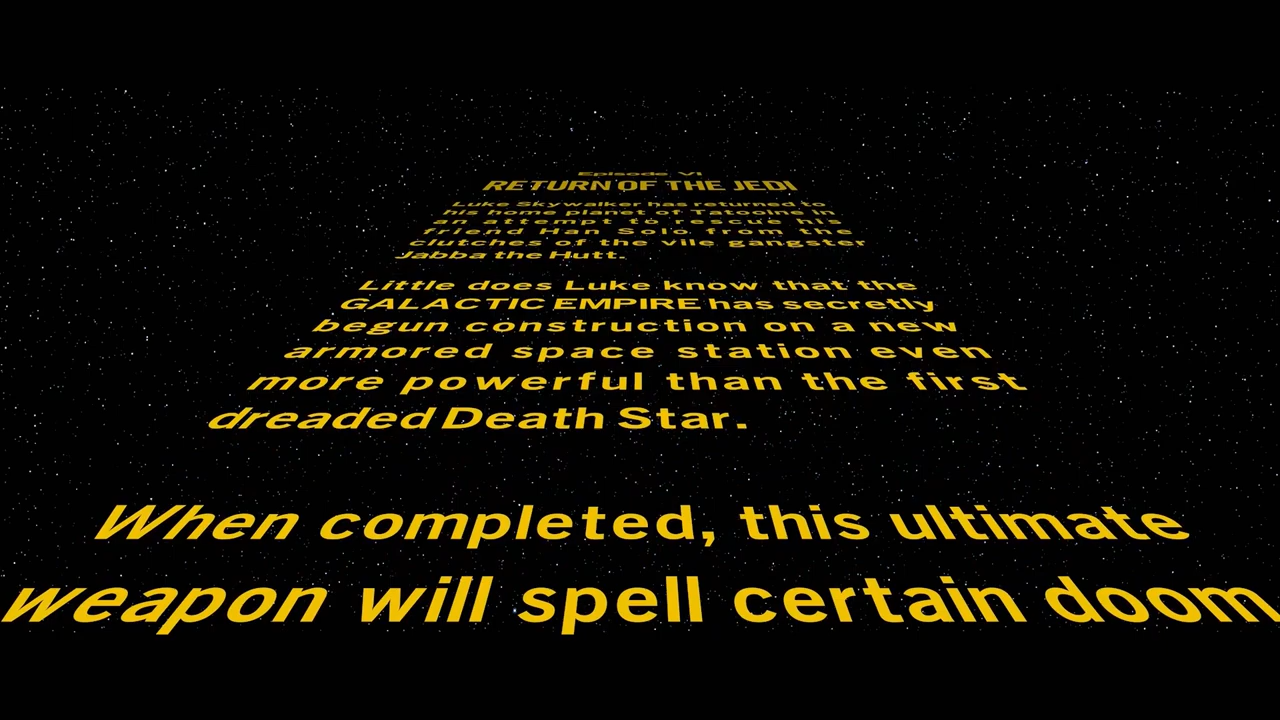 Episode VI
RETURN OF THE JEDI
Luke Skywalker has returned to
his home planet of Tatooine in
an attempt to rescue his
friend Han Solo from the
clutches of the vile gangster
Jabba the Hutt.
Little does Luke know that the
GALACTIC EMPIRE has secretly
begun construction on a new
armored space station even
more powerful than the first
dreaded Death Star.
When completed, this ultimate
weapon will spell certain doom